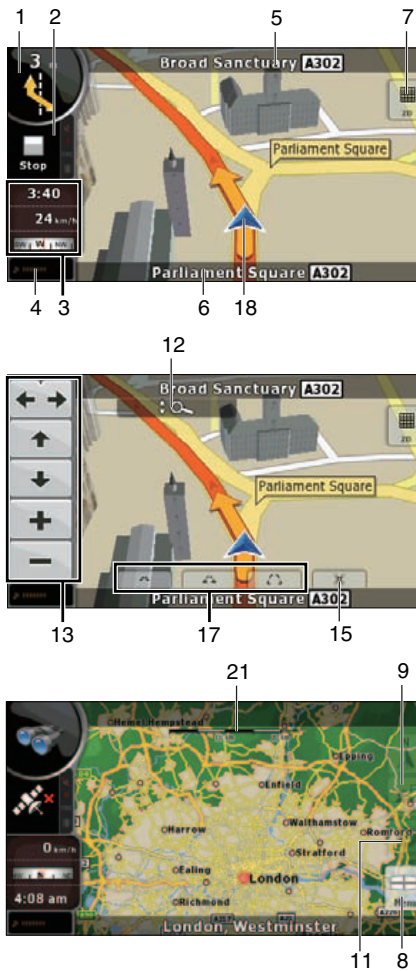 1 2 5 7
3
Broad Sanctuary A302
2D
Stop
Parliament Square
3:40
24 km/h
SW W NW
Parliament Square A302
4 3 6 18
12
Broad Sanctuary A302
2D
Parliament Square
Parliament Square A302
13 17 15
21 9
Hemel Hempstead
Epping
Enfield
Harrow
Walthamstow
Romford
Stratford
0 km/h
N
Ealing
London
Richmond
4:08 am
London, Westminster
11 8